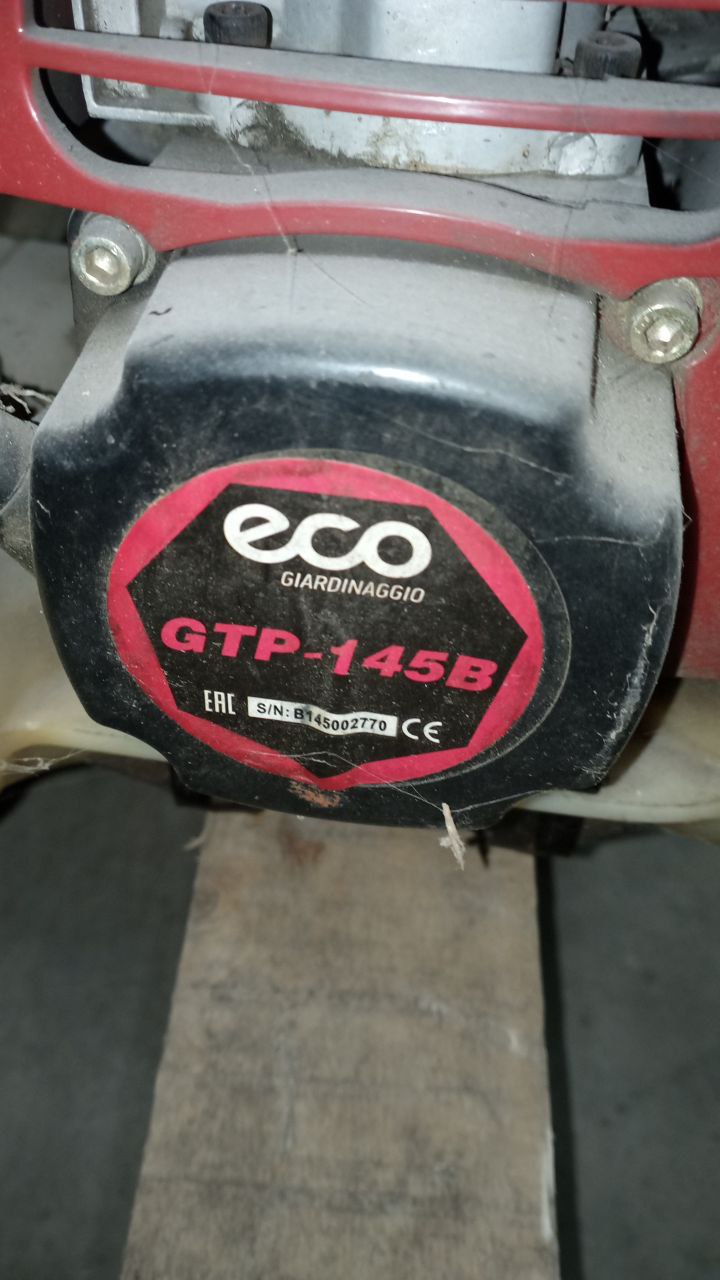 eco
GIARDINAGGIO
GTP-145B
EAC S/N: B145002770 CE